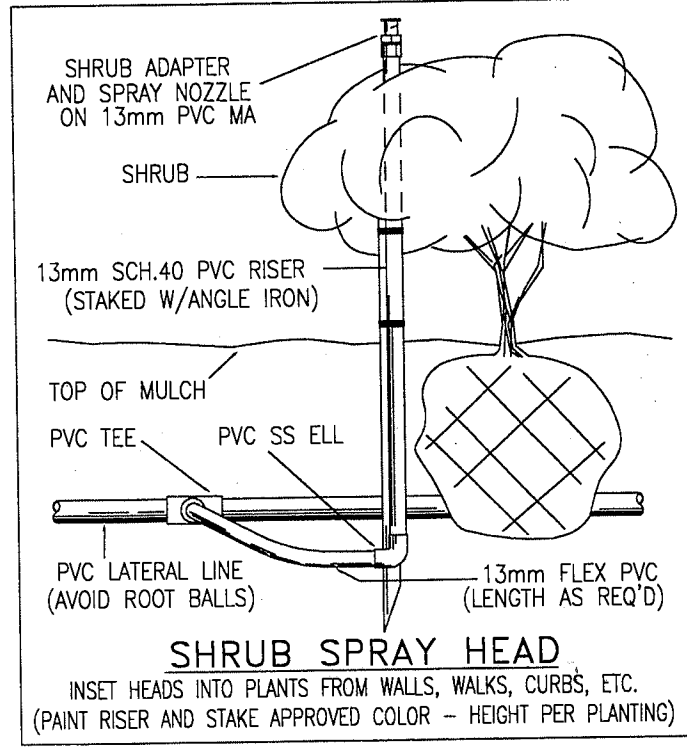 SHRUB ADAPTER
AND SPRAY NOZZLE
ON 13mm PVC MA
SHRUB
13mm SCH.40 PVC RISER
(STAKED W/ANGLE IRON)
TOP OF MULCH
PVC TEE
PVC SS ELL
PVC LATERAL LINE
(AVOID ROOT BALLS)
13mm FLEX PVC
(LENGTH AS REQ'D)
SHRUB SPRAY HEAD
INSET HEADS INTO PLANTS FROM WALLS, WALKS, CURBS, ETC.
(PAINT RISER AND STAKE APPROVED COLOR – HEIGHT PER PLANTING)